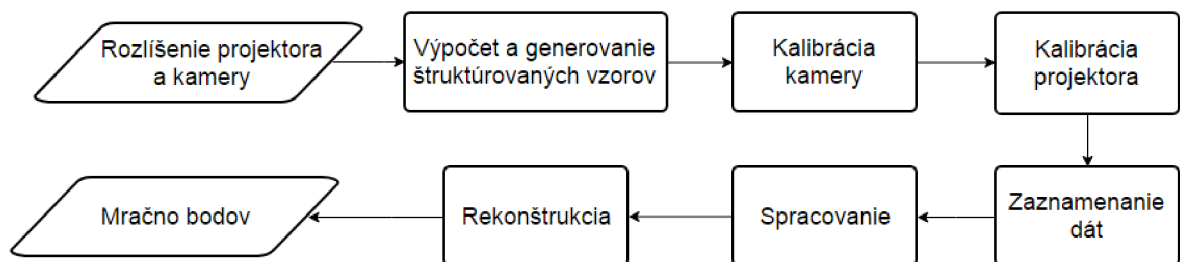 Rozlíšenie projektora
a kamery
Výpočet a generovanie
štruktúrovaných vzorov
Kalibrácia
kamery
Kalibrácia
projektora
Zaznamenanie
dát
Spracovanie
Rekonštrukcia
Mračno bodov